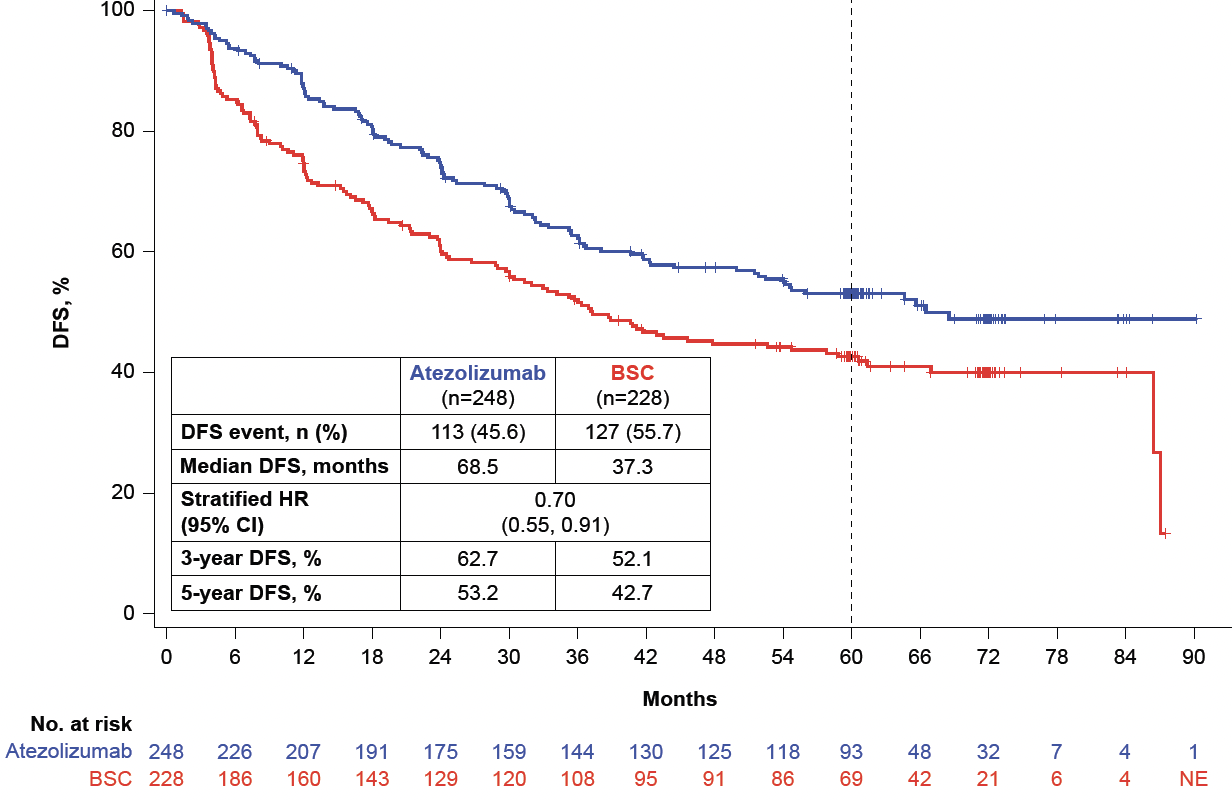 100
80
60
40
20
0
DFS, %
Atezolizumab BSC
(n=248) (n=228)
DFS event, n (%) 113 (45.6) 127 (55.7)
Median DFS, months 68.5 37.3
Stratified HR 0.70
(95% CI) (0.55, 0.91)
3-year DFS, % 62.7 52.1
5-year DFS, % 53.2 42.7
0 6 12 18 24 30 36 42 48 54 60 66 72 78 84 90
Months
No. at risk
Atezolizumab 248 226 207 191 175 159 144 130 125 118 93 48 32 7 4 1
BSC 228 186 160 143 129 120 108 95 91 86 69 42 21 6 4 NE